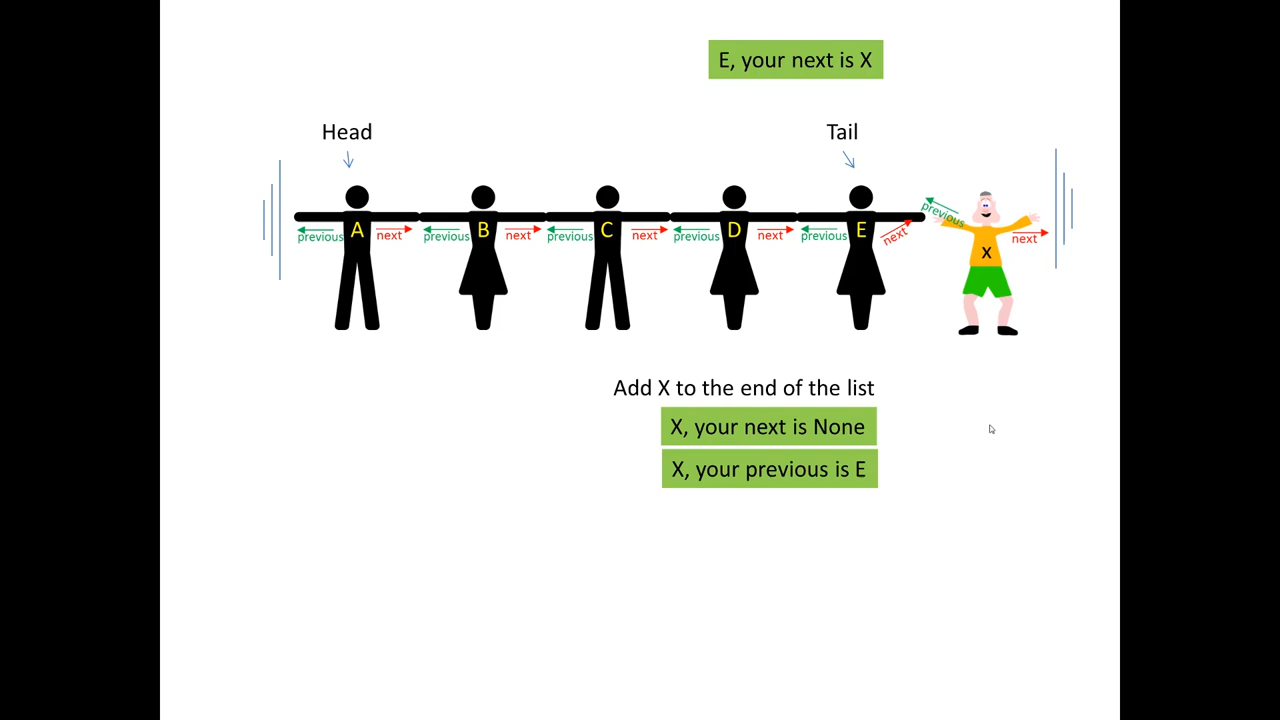 E, your next is X
Head
Tail
previous A next previous B next previous C next previous D next previous E next previous X next
Add X to the end of the list
X, your next is None
X, your previous is E